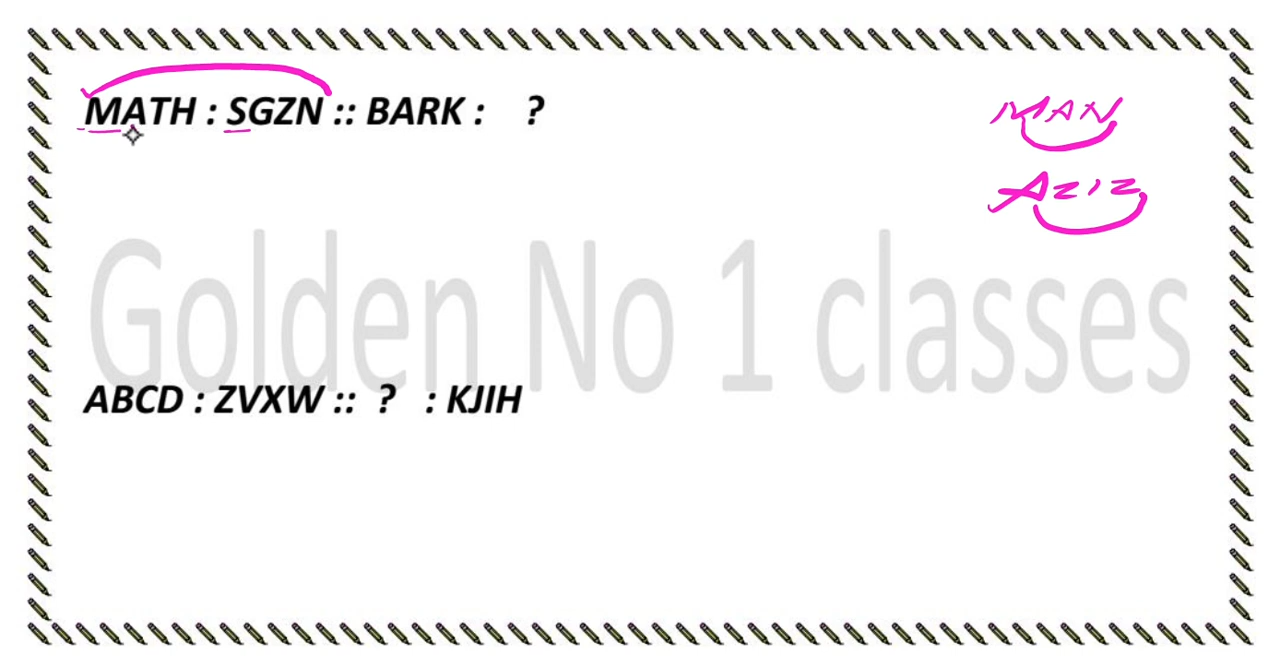 MATH : SGZN :: BARK : ?
MAN
AZIZ
Golden No 1 classes
ABCD : ZVXW :: ? : KJIH